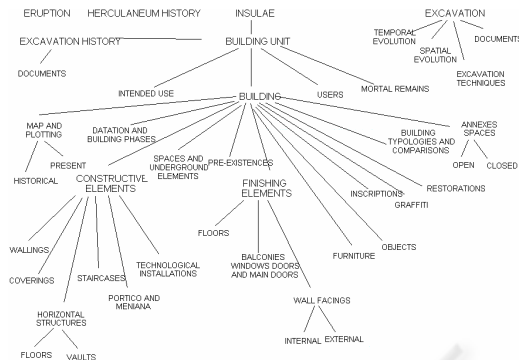 ERUPTION HERCULANEUM HISTORY INSULAE EXCAVATION
EXCAVATION HISTORY BUILDING UNIT
TEMPORAL
EVOLUTION
SPATIAL
EVOLUTION
DOCUMENTS
EXCAVATION
TECHNIQUES
DOCUMENTS
INTENDED USE BUILDING USERS MORTAL REMAINS
MAP AND
PLOTTING
DATATION AND
BUILDING PHASES
SPACES AND
UNDERGROUND
ELEMENTS
PRE-EXISTENCES
BUILDING
TYPOLOGIES AND
COMPARISONS
ANNEXES
SPACES
HISTORICAL
PRESENT
OPEN CLOSED
CONSTRUCTIVE
ELEMENTS
FINISHING
ELEMENTS
INSCRIPTIONS
GRAFFITI
RESTORATIONS
WALLINGS
COVERINGS
STAIRCASES
TECHNOLOGICAL
INSTALLATIONS
PORTICO AND
MENIANA
HORIZONTAL
STRUCTURES
FLOORS VAULTS
FLOORS
BALCONIES
WINDOWS DOORS
AND MAIN DOORS
WALL FACINGS
INTERNAL EXTERNAL
FURNITURE
OBJECTS